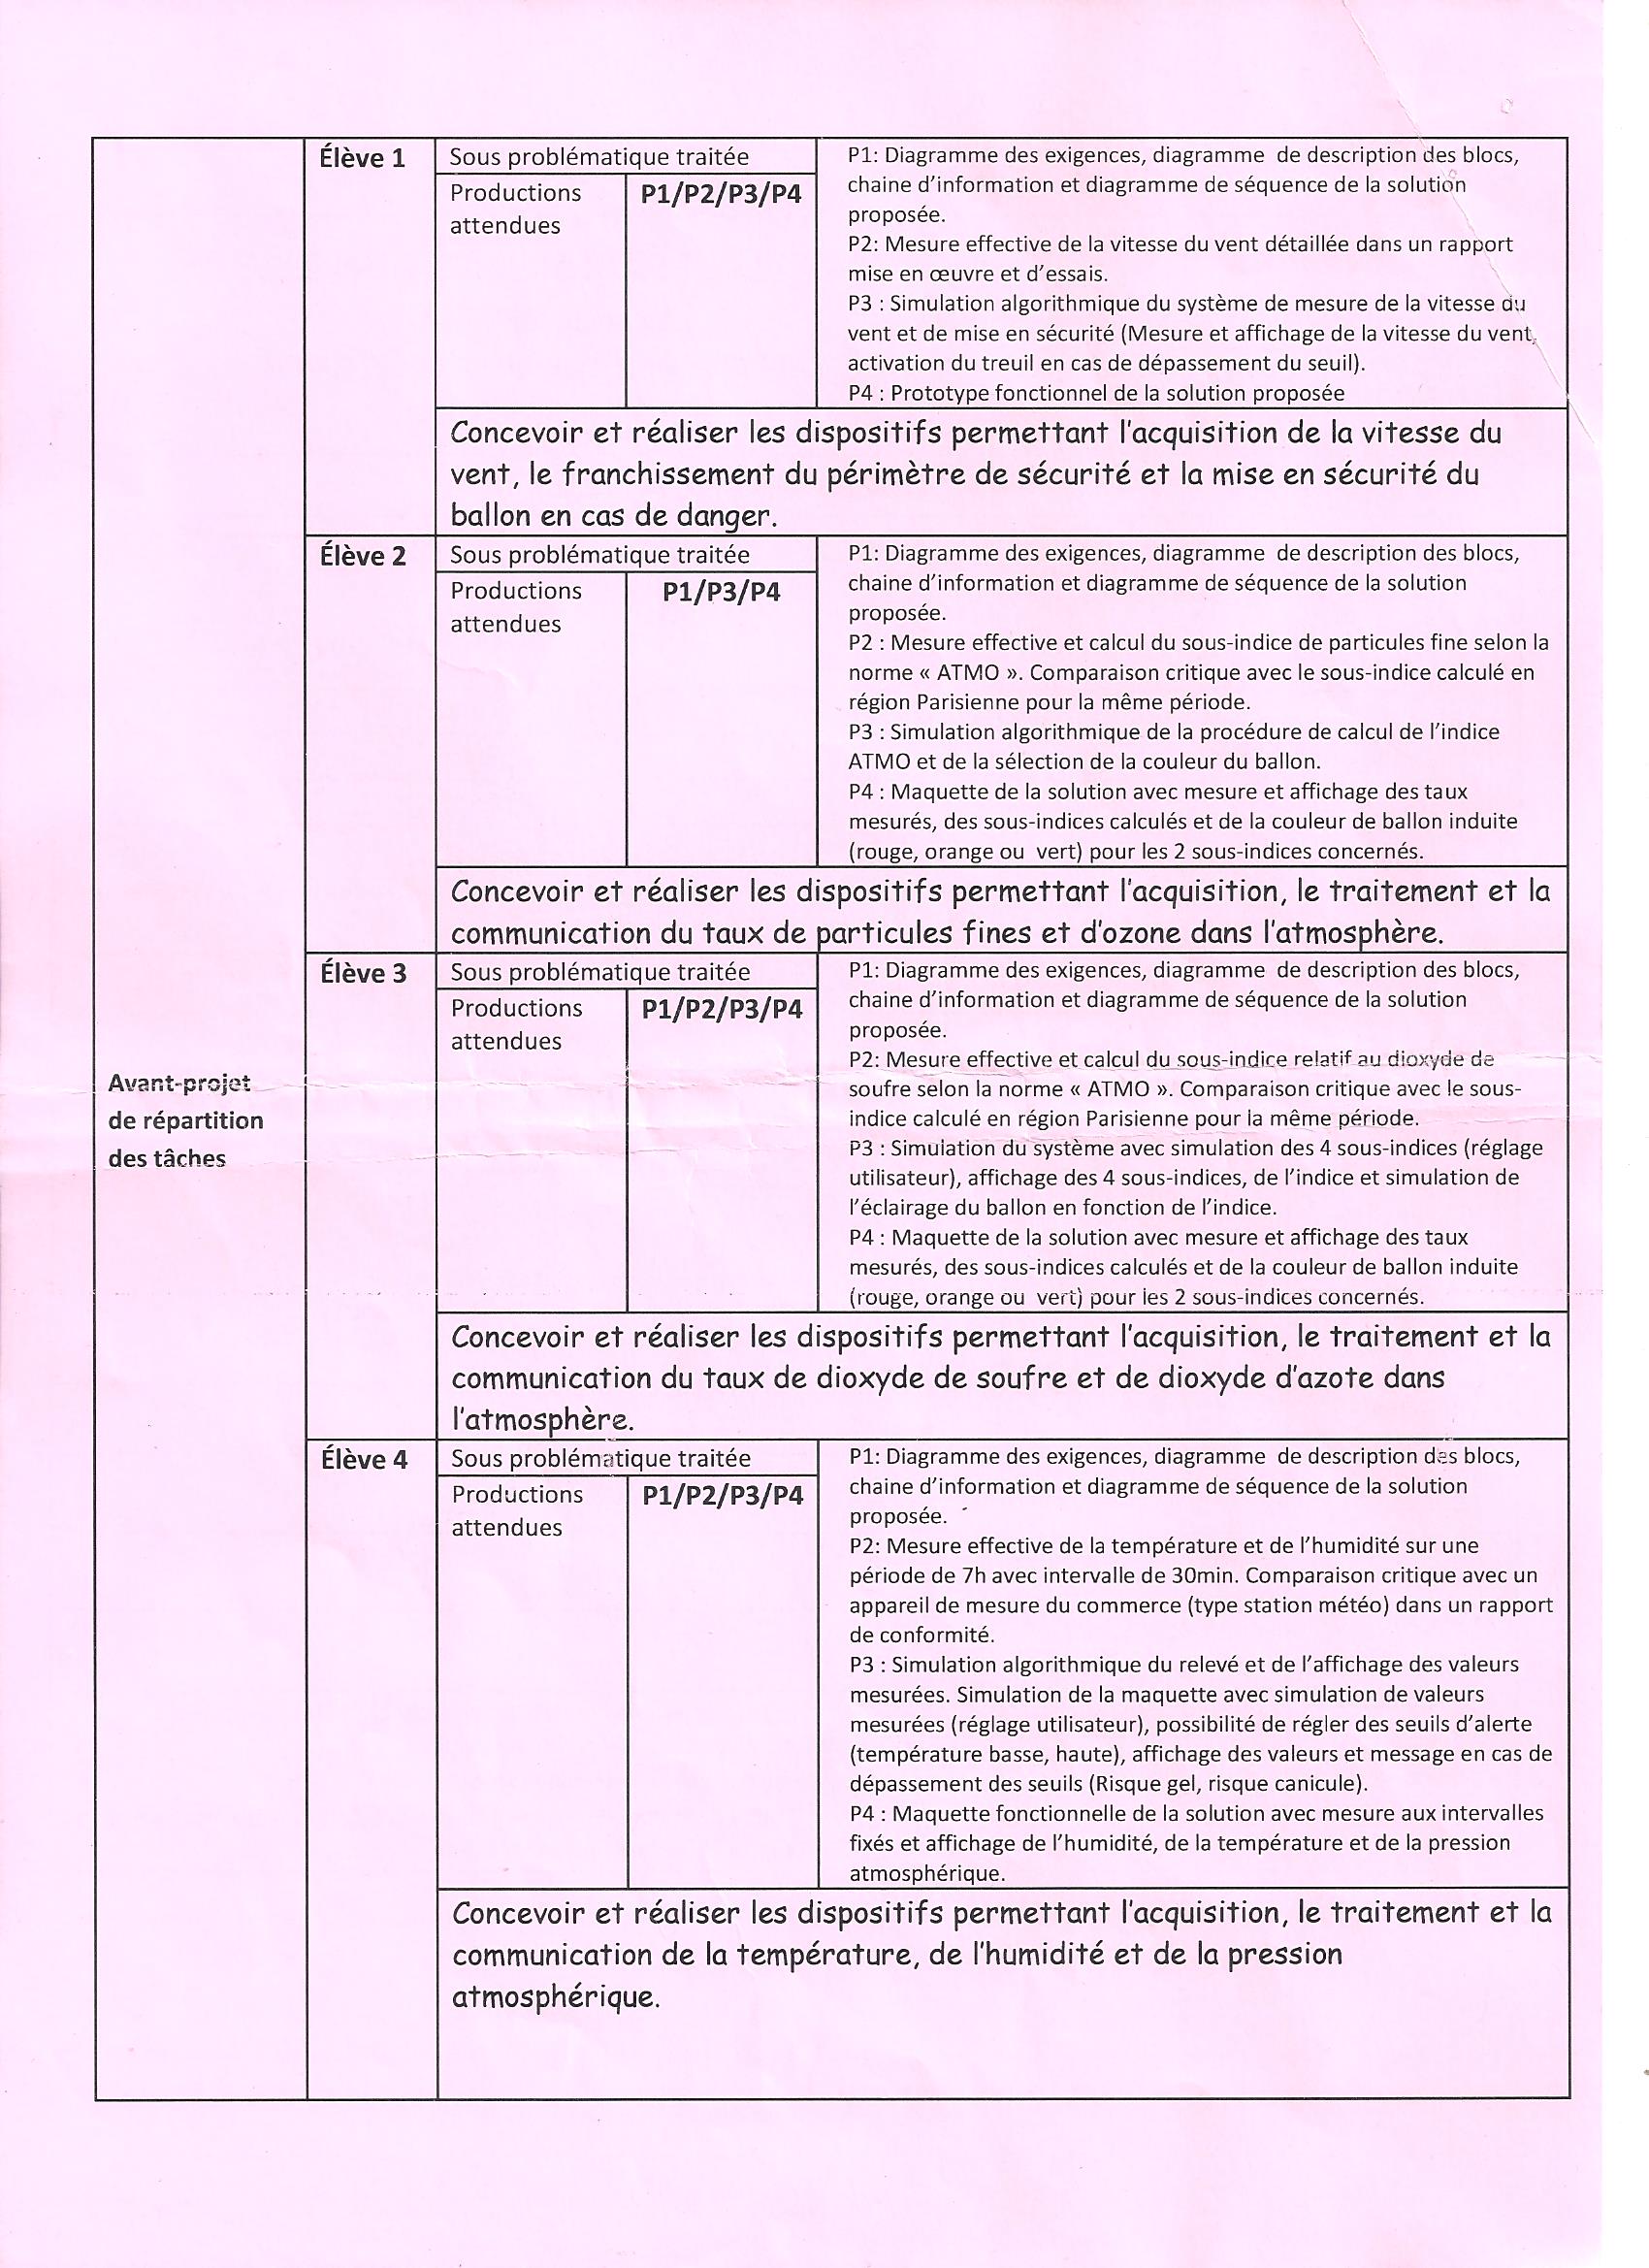 Avant-projet
de répartition
des tâches
Élève 1
Sous problématique traitée
Productions
attendues
P1/P2/P3/P4
P1: Diagramme des exigences, diagramme de description des blocs,
chaine d'information et diagramme de séquence de la solution
proposée.
P2: Mesure effective de la vitesse du vent détaillée dans un rapport
mise en œuvre et d'essais.
P3 : Simulation algorithmique du système de mesure de la vitesse du
vent et de mise en sécurité (Mesure et affichage de la vitesse du vent,
activation du treuil en cas de dépassement du seuil).
P4 : Prototype fonctionnel de la solution proposée
Concevoir et réaliser les dispositifs permettant l'acquisition de la vitesse du
vent, le franchissement du périmètre de sécurité et la mise en sécurité du
ballon en cas de danger.
Élève 2
Sous problématique traitée
Productions
attendues
P1/P3/P4
P1: Diagramme des exigences, diagramme de description des blocs,
chaine d'information et diagramme de séquence de la solution
proposée.
P2 : Mesure effective et calcul du sous-indice de particules fine selon la
norme « ATMO ». Comparaison critique avec le sous-indice calculé en
région Parisienne pour la même période.
P3 : Simulation algorithmique de la procédure de calcul de l'indice
ATMO et de la sélection de la couleur du ballon.
P4 : Maquette de la solution avec mesure et affichage des taux
mesurés, des sous-indices calculés et de la couleur de ballon induite
(rouge, orange ou vert) pour les 2 sous-indices concernés.
Concevoir et réaliser les dispositifs permettant l'acquisition, le traitement et la
communication du taux de particules fines et d'ozone dans l'atmosphère.
Élève 3
Sous problématique traitée
Productions
attendues
P1/P2/P3/P4
P1: Diagramme des exigences, diagramme de description des blocs,
chaine d'information et diagramme de séquence de la solution
proposée.
P2: Mesure effective et calcul du sous-indice relatif au dioxyde de
soufre selon la norme « ATMO ». Comparaison critique avec le sous-
indice calculé en région Parisienne pour la même période.
P3 : Simulation du système avec simulation des 4 sous-indices (réglage
utilisateur), affichage des 4 sous-indices, de l'indice et simulation de
l'éclairage du ballon en fonction de l'indice.
P4 : Maquette de la solution avec mesure et affichage des taux
mesurés, des sous-indices calculés et de la couleur de ballon induite
(rouge, orange ou vert) pour les 2 sous-indices concernés.
Concevoir et réaliser les dispositifs permettant l'acquisition, le traitement et la
communication du taux de dioxyde de soufre et de dioxyde d'azote dans
l'atmosphère.
Élève 4
Sous problématique traitée
Productions
attendues
P1/P2/P3/P4
P1: Diagramme des exigences, diagramme de description des blocs,
chaine d'information et diagramme de séquence de la solution
proposée.
P2: Mesure effective de la température et de l'humidité sur une
période de 7h avec intervalle de 30min. Comparaison critique avec un
appareil de mesure du commerce (type station météo) dans un rapport
de conformité.
P3 : Simulation algorithmique du relevé et de l'affichage des valeurs
mesurées. Simulation de la maquette avec simulation de valeurs
mesurées (réglage utilisateur), possibilité de régler des seuils d'alerte
(température basse, haute), affichage des valeurs et message en cas de
dépassement des seuils (Risque gel, risque canicule).
P4 : Maquette fonctionnelle de la solution avec mesure aux intervalles
fixés et affichage de l'humidité, de la température et de la pression
atmosphérique.
Concevoir et réaliser les dispositifs permettant l'acquisition, le traitement et la
communication de la température, de l'humidité et de la pression
atmosphérique.